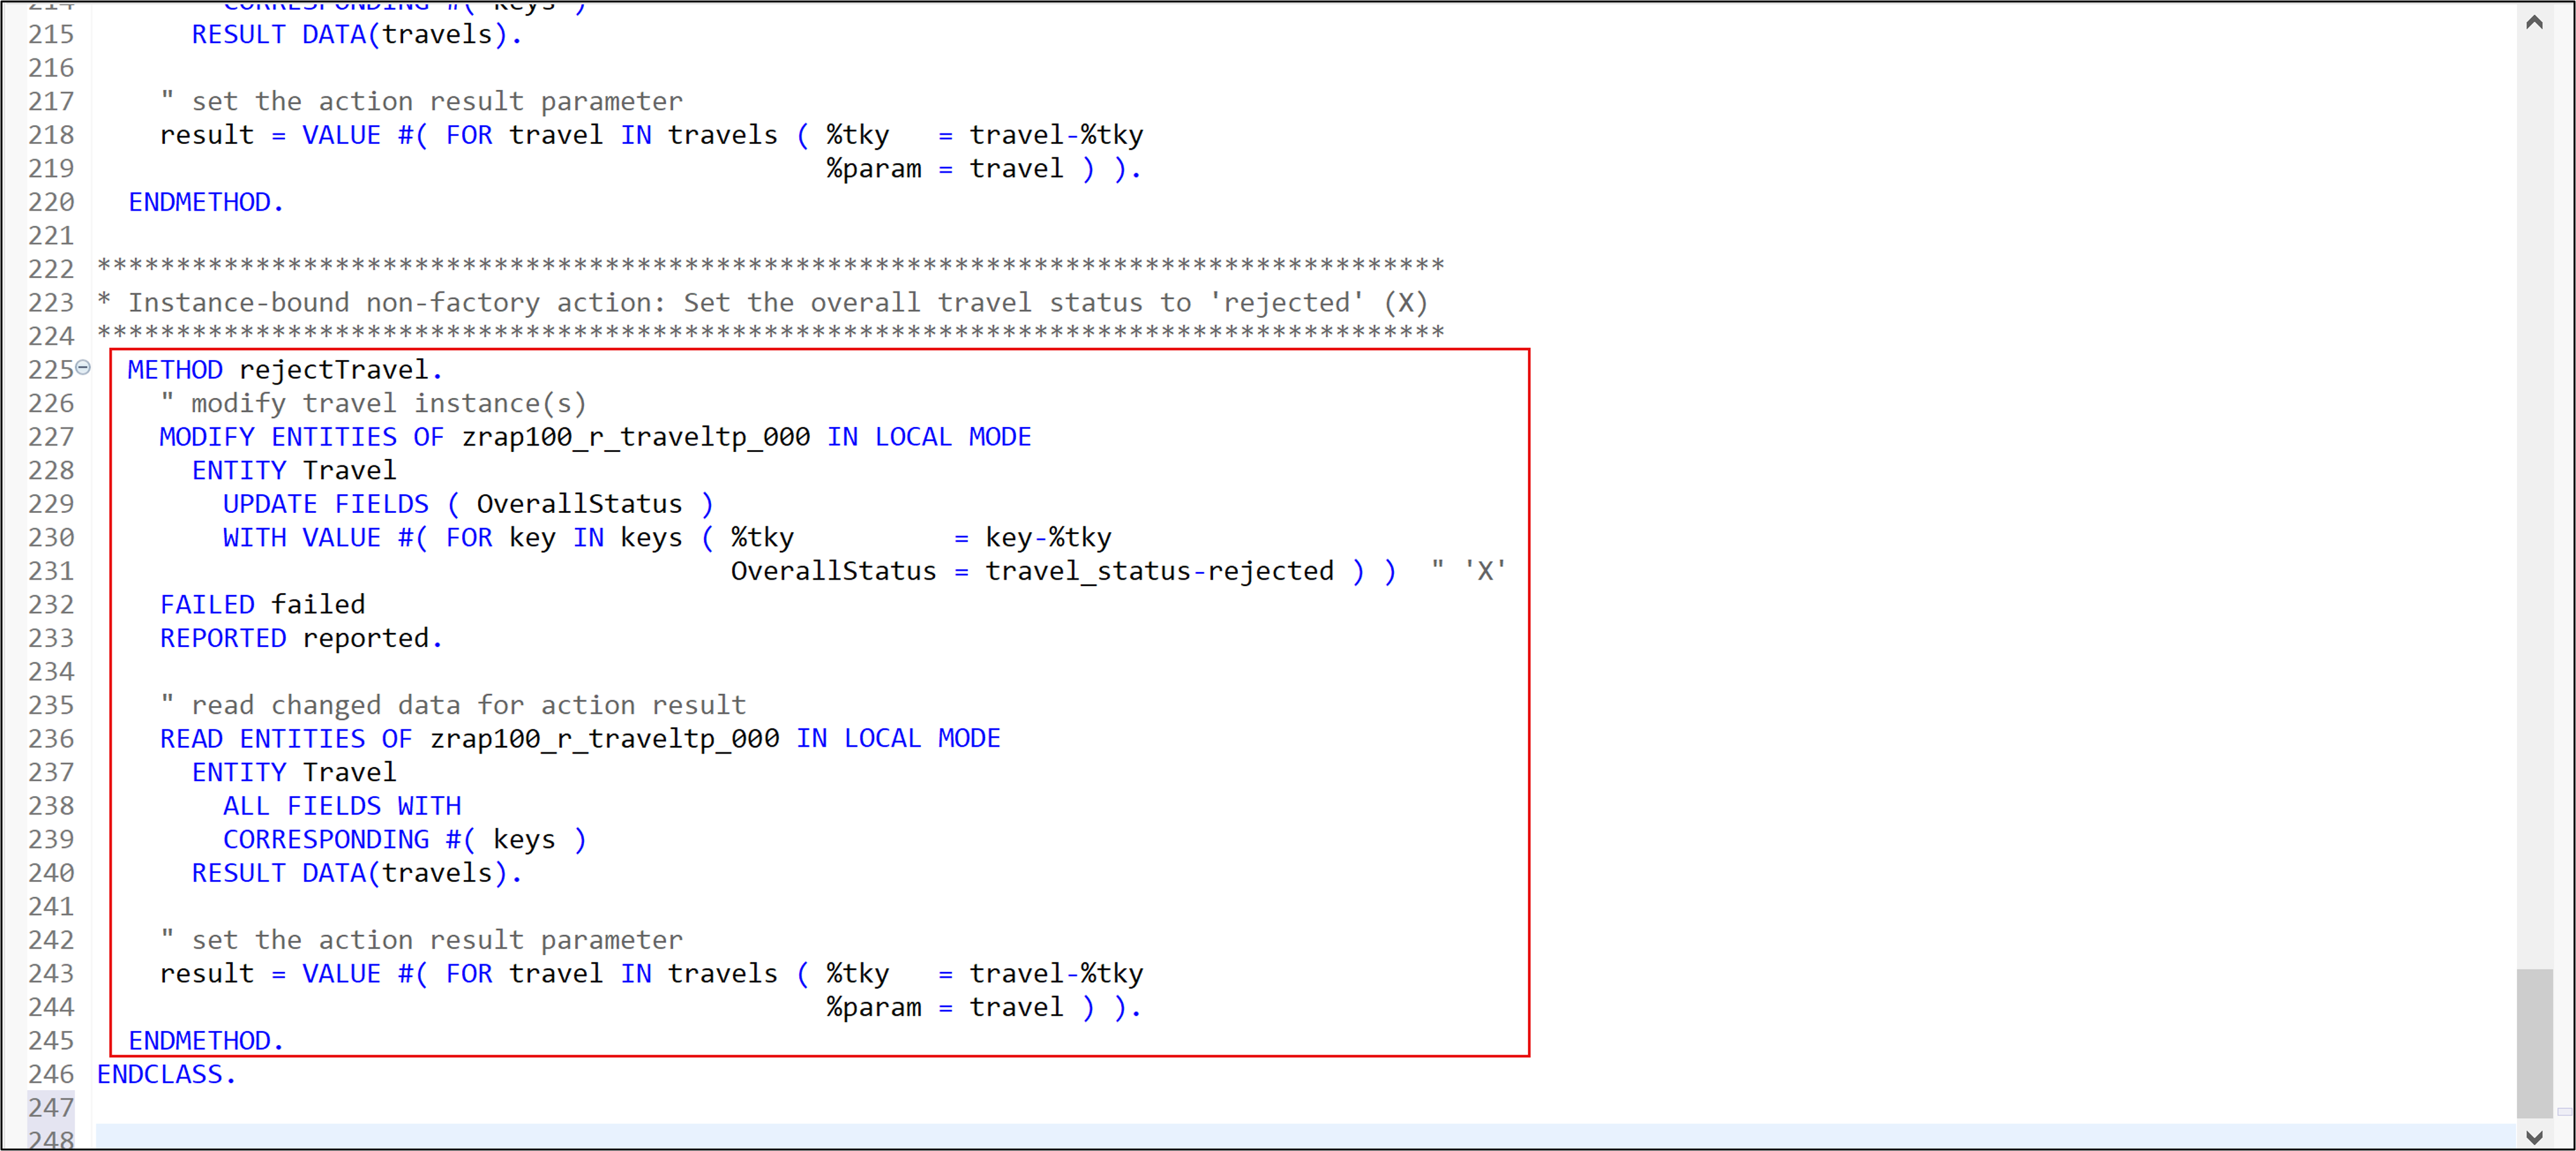 214 CORRESPONDING #( keys )
215 RESULT DATA(travels).
216
217 " set the action result parameter
218 result = VALUE #( FOR travel IN travels ( %tky = travel-%tky
219 %param = travel ) ).
220 ENDMETHOD.
221
222 *************************************************************************************
223 * Instance-bound non-factory action: Set the overall travel status to 'rejected' (X)
224 *************************************************************************************
225 METHOD rejectTravel.
226 " modify travel instance(s)
227 MODIFY ENTITIES OF zrap100_r_traveltp_000 IN LOCAL MODE
228 ENTITY Travel
229 UPDATE FIELDS ( OverallStatus )
230 WITH VALUE #( FOR key IN keys ( %tky = key-%tky
231 OverallStatus = travel_status-rejected ) ) " 'X'
232 FAILED failed
233 REPORTED reported.
234
235 " read changed data for action result
236 READ ENTITIES OF zrap100_r_traveltp_000 IN LOCAL MODE
237 ENTITY Travel
238 ALL FIELDS WITH
239 CORRESPONDING #( keys )
240 RESULT DATA(travels).
241
242 " set the action result parameter
243 result = VALUE #( FOR travel IN travels ( %tky = travel-%tky
244 %param = travel ) ).
245 ENDMETHOD.
246 ENDCLASS.
247
248